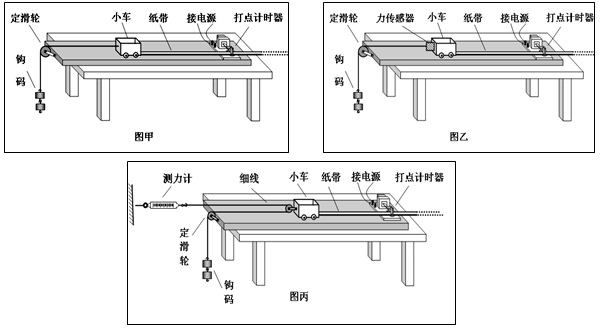 定滑轮 小车 纸带 接电源 打点计时器
钩码
图甲
定滑轮 力传感器 小车 纸带 接电源 打点计时器
钩码
图乙
测力计 细线 小车 纸带 接电源 打点计时器
定滑轮
钩码
图丙